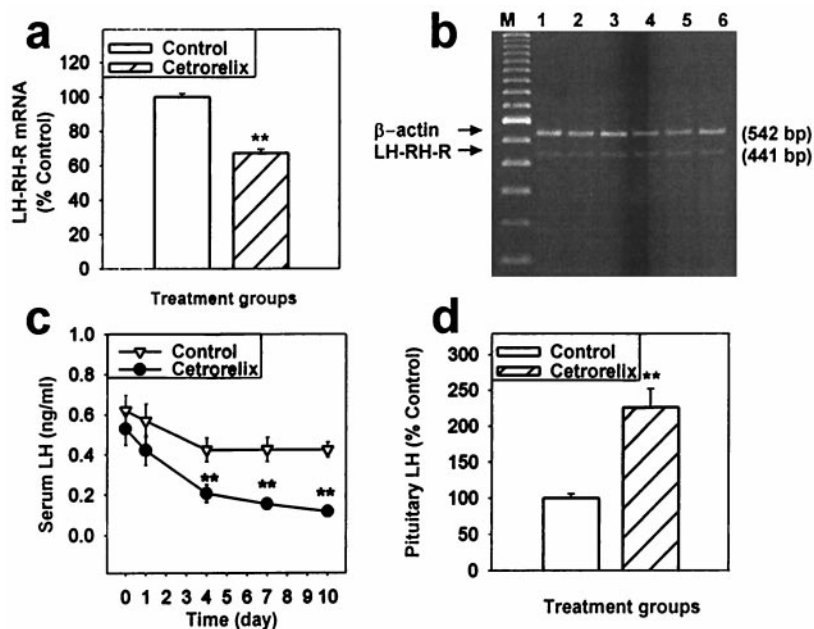 a
Control
Cetrorelix
120
100
80
60
40
20
0
LH-RH-R mRNA
(% Control)
**
Treatment groups
b
M 1 2 3 4 5 6
β-actin
LH-RH-R
(542 bp)
(441 bp)
c
Control
Cetrorelix
1.0
0.8
0.6
0.4
0.2
0.0
Serum LH (ng/ml)
** ** **
0 1 2 3 4 5 6 7 8 9 10
Time (day)
d
Control
Cetrorelix
300
250
200
150
100
50
0
Pituitary LH (% Control)
**
Treatment groups